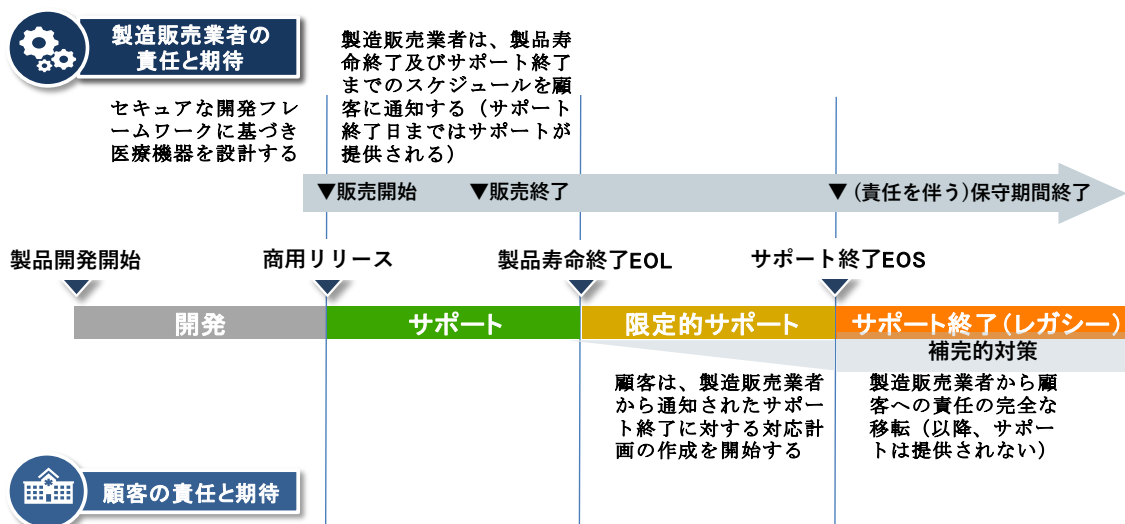 製造販売業者の
責任と期待
製造販売業者は、製品寿
命終了及びサポート終了
までのスケジュールを顧
客に通知する（サポート
終了日まではサポートが
提供される）
セキュアな開発フレ
ームワークに基づき
医療機器を設計する
▼販売開始
▼販売終了
▼ (責任を伴う)保守期間終了
製品開発開始
商用リリース
製品寿命終了EOL
サポート終了EOS
開発
サポート
限定的サポート
サポート終了（レガシー）
補完的対策
顧客は、製造販売業者
から通知されたサポー
ト終了に対する対応計
画の作成を開始する
製造販売業者から顧
客への責任の完全な
移転（以降、サポー
トは提供されない）
顧客の責任と期待